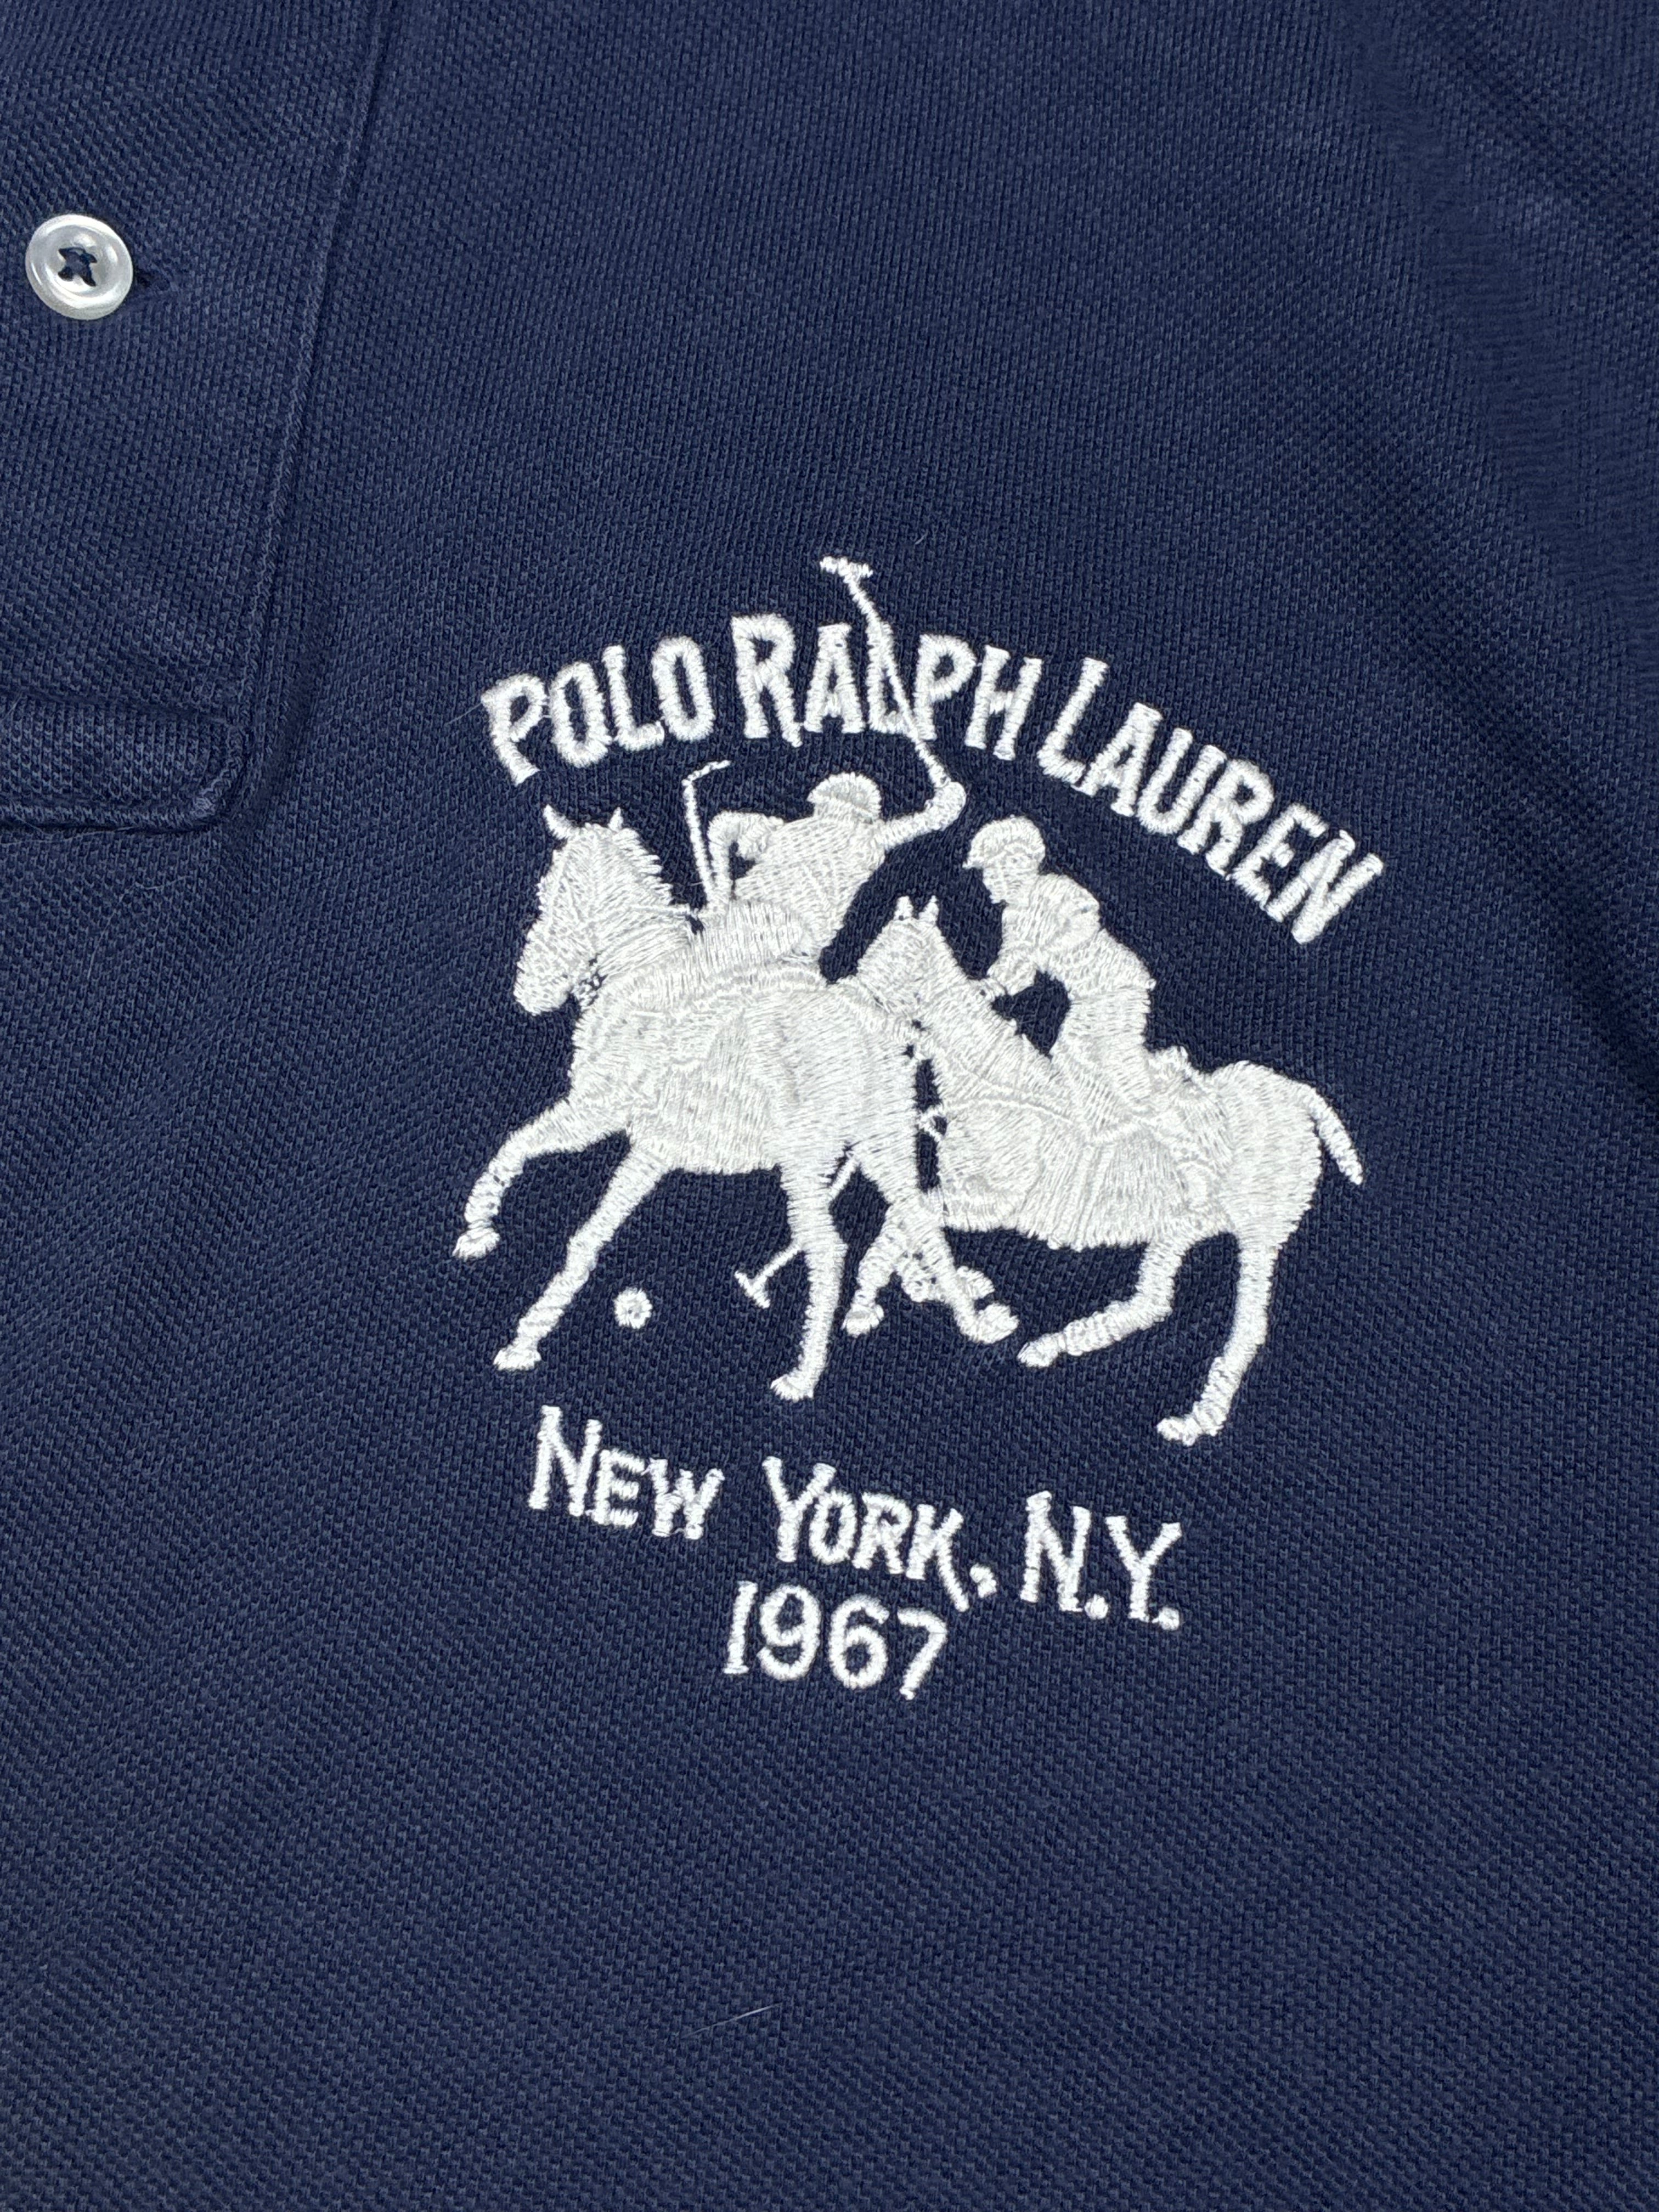 POLO RALPH LAUREN
NEW YORK, N.Y.
1967